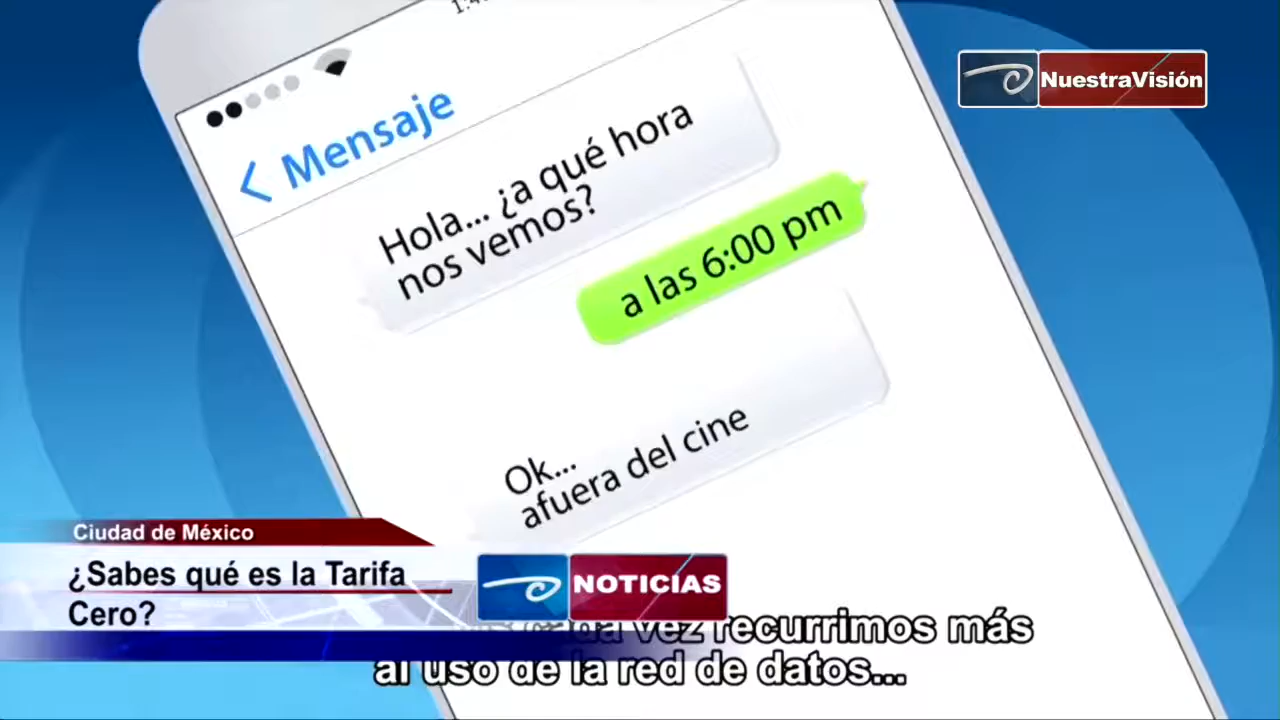 NuestraVisión
Mensaje
Hola... ¿a qué hora
nos vemos?
a las 6:00 pm
Ok...
afuera del cine
Ciudad de México
¿Sabes qué es la Tarifa
Cero?
NOTICIAS
vez recurrimos más
al uso de la red de datos...